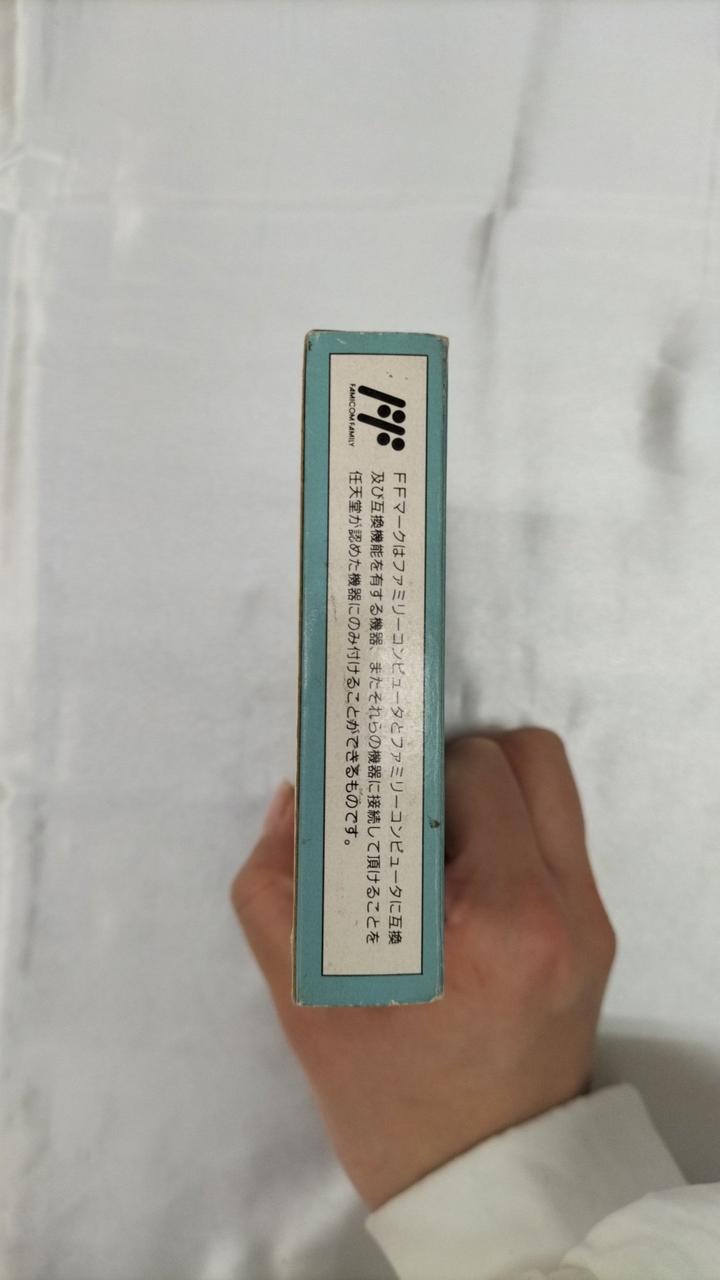 FF
FAMICOM FAMILY
FFマークはファミリーコンピュータとファミリーコンピュータに互換
及び互換機能を有する機器、またそれらの機器に接続して頂けることを
任天堂が認めた機器にのみ付けることができるものです。